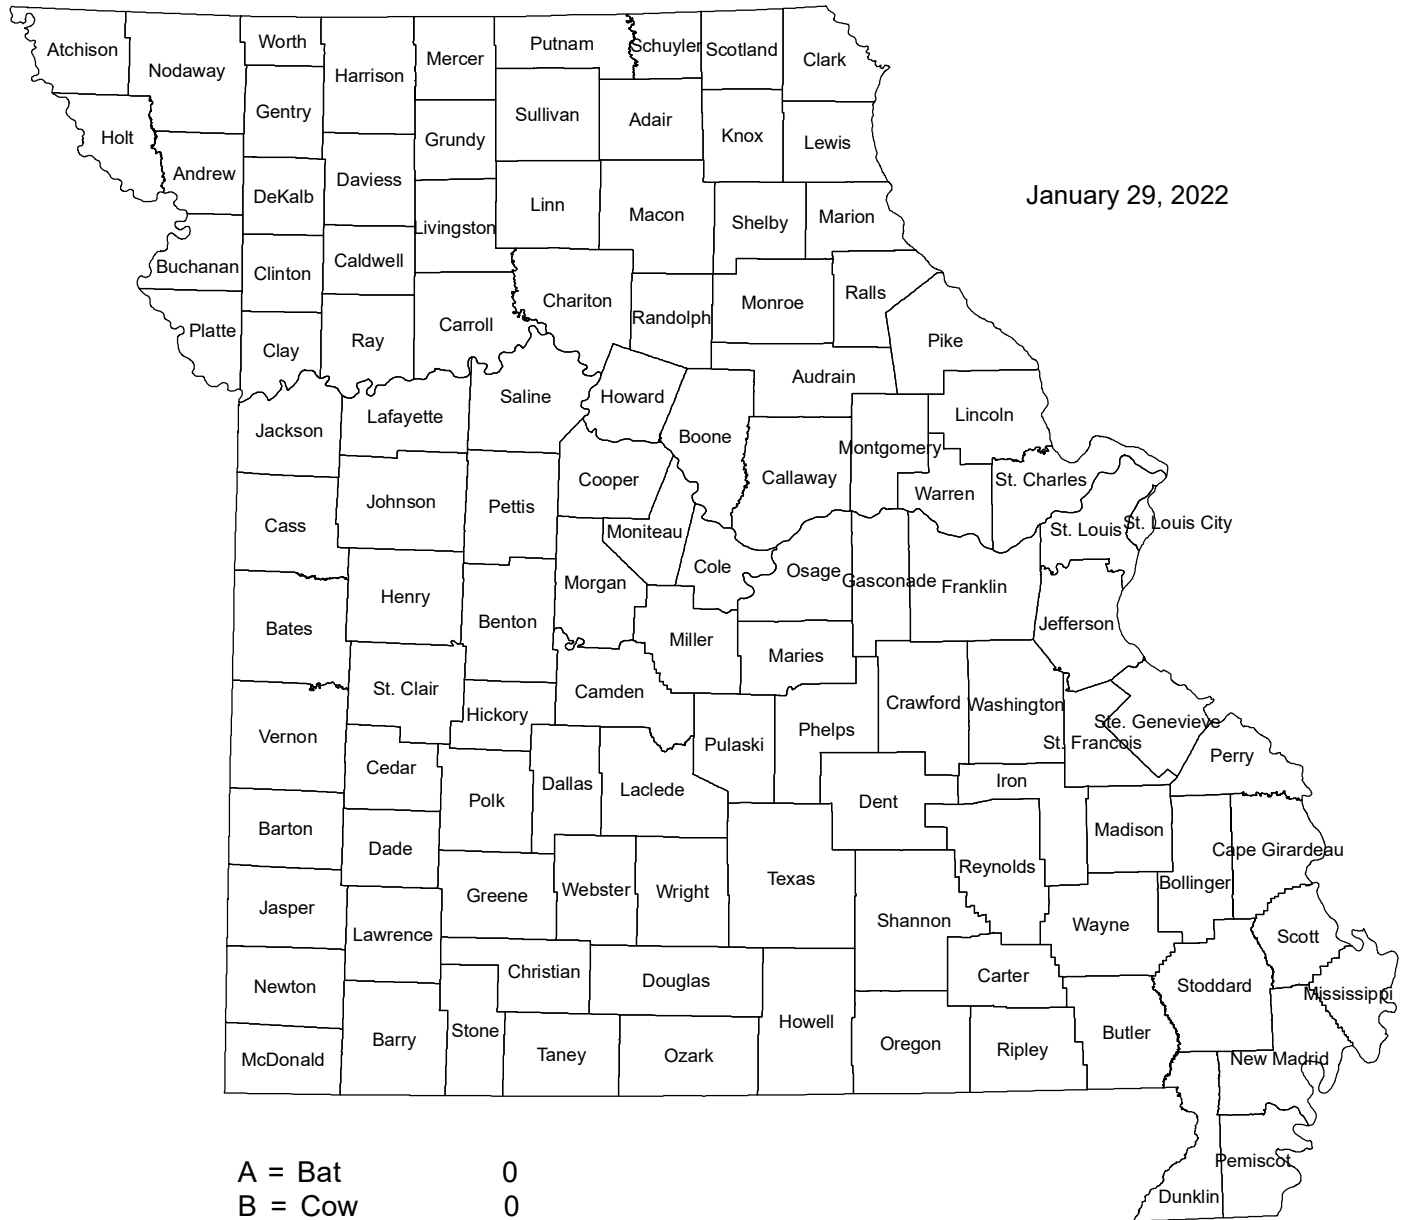 Atchison
Nodaway
Worth
Harrison
Mercer
Putnam
Schuyler
Scotland
Clark
Gentry
Sullivan
Adair
Knox
Lewis
Holt
Grundy
Andrew
DeKalb
Daviess
Livingston
Linn
Macon
Shelby
Marion
January 29, 2022
Buchanan
Clinton
Caldwell
Chariton
Randolph
Monroe
Ralls
Platte
Clay
Ray
Carroll
Pike
Audrain
Saline
Howard
Jackson
Lafayette
Boone
Lincoln
Montgomery
Cooper
Callaway
Warren
St. Charles
Johnson
Pettis
Cass
Moniteau
St. Louis
St. Louis City
Cole
Osage
Gasconade
Franklin
Morgan
Henry
Benton
Bates
Miller
Maries
Jefferson
St. Clair
Camden
Hickory
Crawford
Washington
Ste. Genevieve
St. Francois
Vernon
Pulaski
Phelps
Perry
Cedar
Polk
Dallas
Laclede
Dent
Iron
Barton
Dade
Madison
Cape Girardeau
Reynolds
Bollinger
Greene
Webster
Wright
Texas
Jasper
Lawrence
Shannon
Wayne
Scott
Christian
Douglas
Carter
Stoddard
Mississippi
Newton
Howell
Stone
Barry
Taney
Ozark
Oregon
Ripley
Butler
McDonald
New Madrid
Pemiscot
Dunklin
A = Bat 0
B = Cow 0